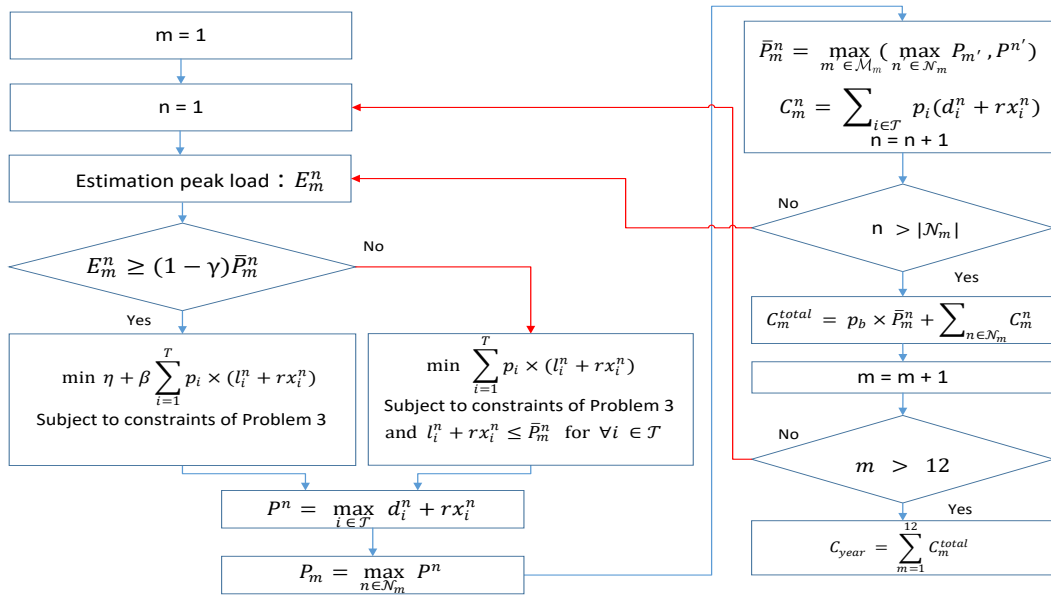 m = 1
n = 1
Estimation peak load : E_m^n
E_m^n ≥ (1 − γ)P̄_m^n
No
Yes
min η + β ∑_{i=1}^{T} p_i × (l_i^n + rx_i^n)
Subject to constraints of Problem 3
min ∑_{i=1}^{T} p_i × (l_i^n + rx_i^n)
Subject to constraints of Problem 3
and l_i^n + rx_i^n ≤ P̄_m^n for ∀i ∈ 𝒯
P^n = max_{i∈𝒯} d_i^n + rx_i^n
P_m = max_{n∈𝒩_m} P^n
P̄_m^n = max_{m′∈ℳ_m} ( max_{n′∈𝒩_m} P_{m′} , P^{n′})
C_m^n = ∑_{i∈𝒯} p_i(d_i^n + rx_i^n)
n = n + 1
No
n > |𝒩_m|
Yes
C_m^{total} = p_b × P̄_m^n + ∑_{n∈𝒩_m} C_m^n
m = m + 1
No
m > 12
Yes
C_{year} = ∑_{m=1}^{12} C_m^{total}